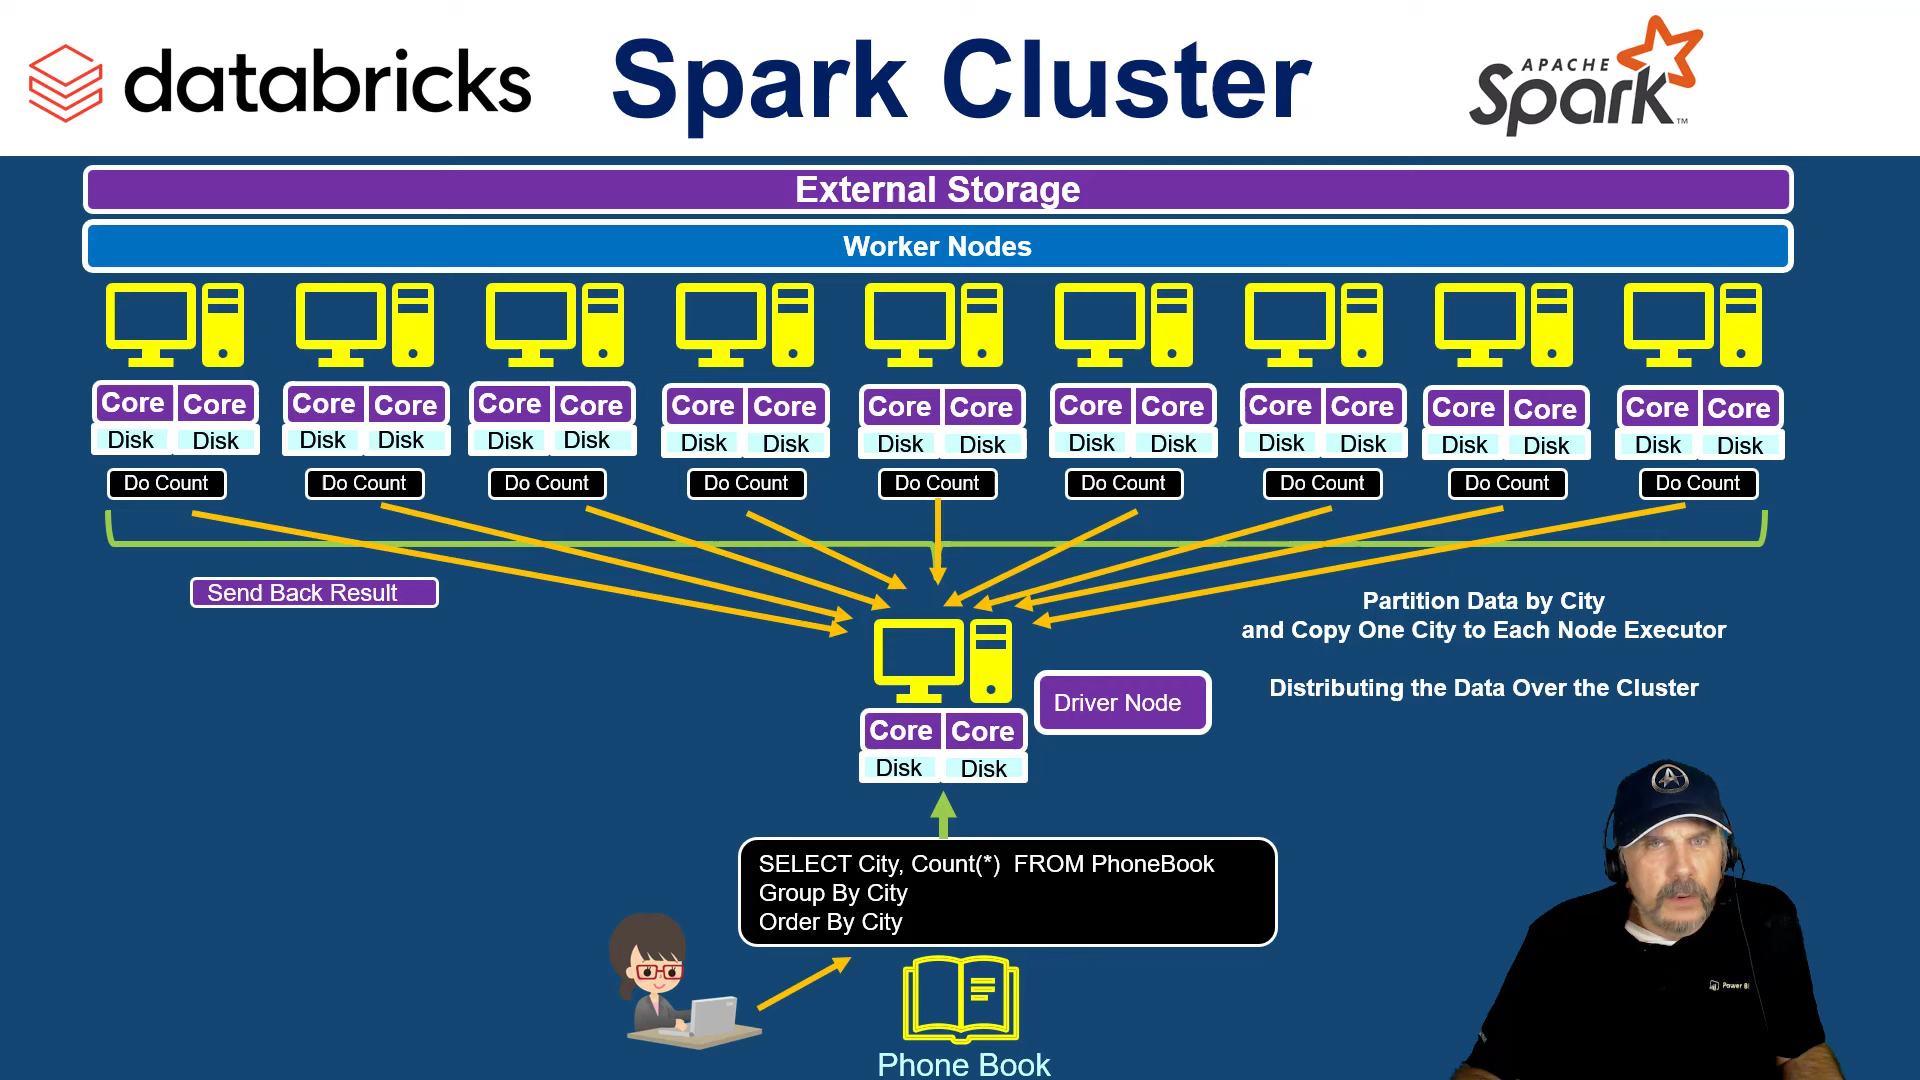 databricks
Spark Cluster
APACHE
Spark™
External Storage
Worker Nodes
Core Core Core Core Core Core Core Core Core Core Core Core Core Core Core Core Core Core
Disk Disk Disk Disk Disk Disk Disk Disk Disk Disk Disk Disk Disk Disk Disk Disk Disk Disk
Do Count Do Count Do Count Do Count Do Count Do Count Do Count Do Count Do Count
Send Back Result
Partition Data by City
and Copy One City to Each Node Executor
Distributing the Data Over the Cluster
Driver Node
Core Core
Disk Disk
SELECT City, Count(*) FROM PhoneBook
Group By City
Order By City
Phone Book
Power BI